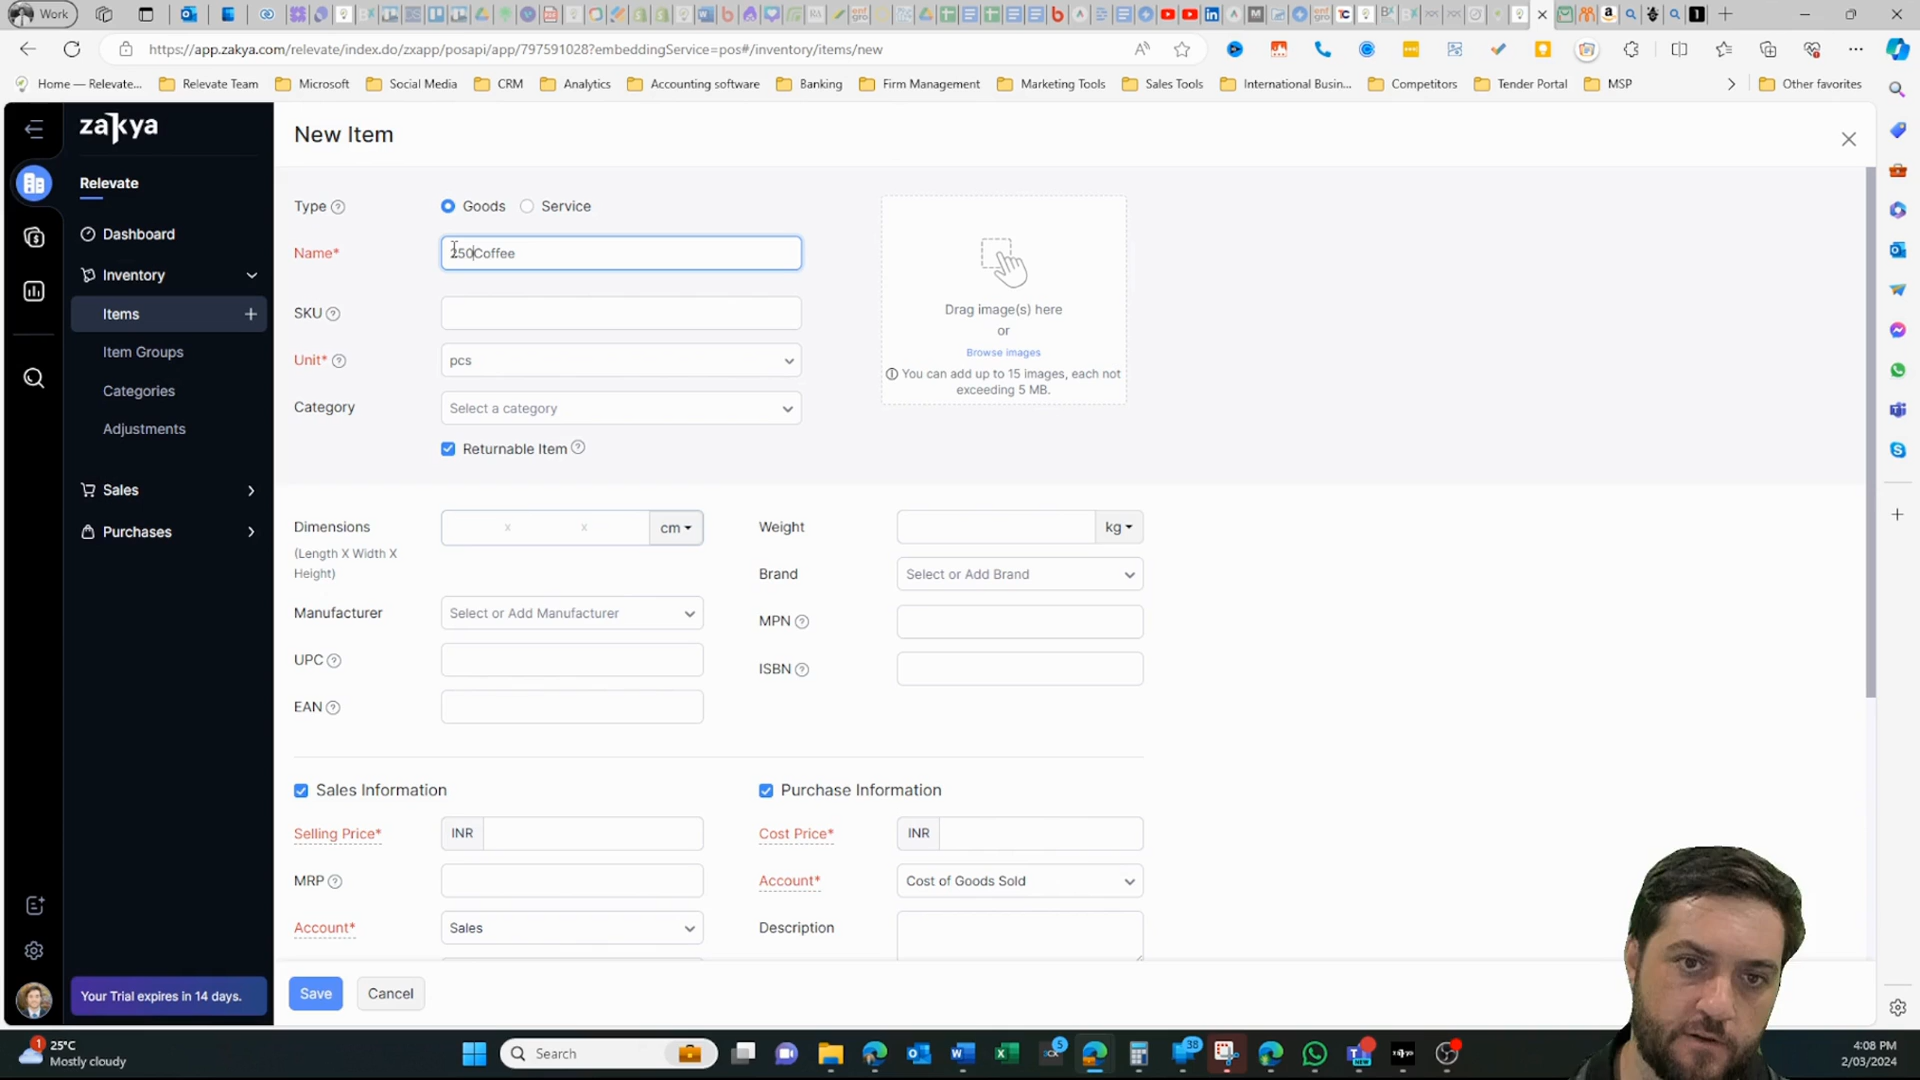 Work
https://app.zakya.com/relevate/index.do/zxapp/posapi/app/797591028?embeddingService=pos#/inventory/items/new
Home — Relevate... Relevate Team Microsoft Social Media CRM Analytics Accounting software Banking Firm Management Marketing Tools Sales Tools International Busin... Competitors Tender Portal MSP Other favorites
zakya
New Item
Relevate
Type Goods Service
Dashboard
Name* 250Coffee
Inventory
Items
SKU
Drag image(s) here
or
Browse images
You can add up to 15 images, each not
exceeding 5 MB.
Item Groups
Unit* pcs
Categories
Category Select a category
Adjustments
Returnable Item
Sales
Purchases
Dimensions x x cm
(Length X Width X
Height)
Weight kg
Brand Select or Add Brand
Manufacturer Select or Add Manufacturer
MPN
UPC
ISBN
EAN
Sales Information Purchase Information
Selling Price* INR Cost Price* INR
MRP Account* Cost of Goods Sold
Account* Sales Description
Your Trial expires in 14 days.
Save Cancel
1
25°C
Mostly cloudy
Search
5
38
NEW
zakya
4:08 PM
2/03/2024